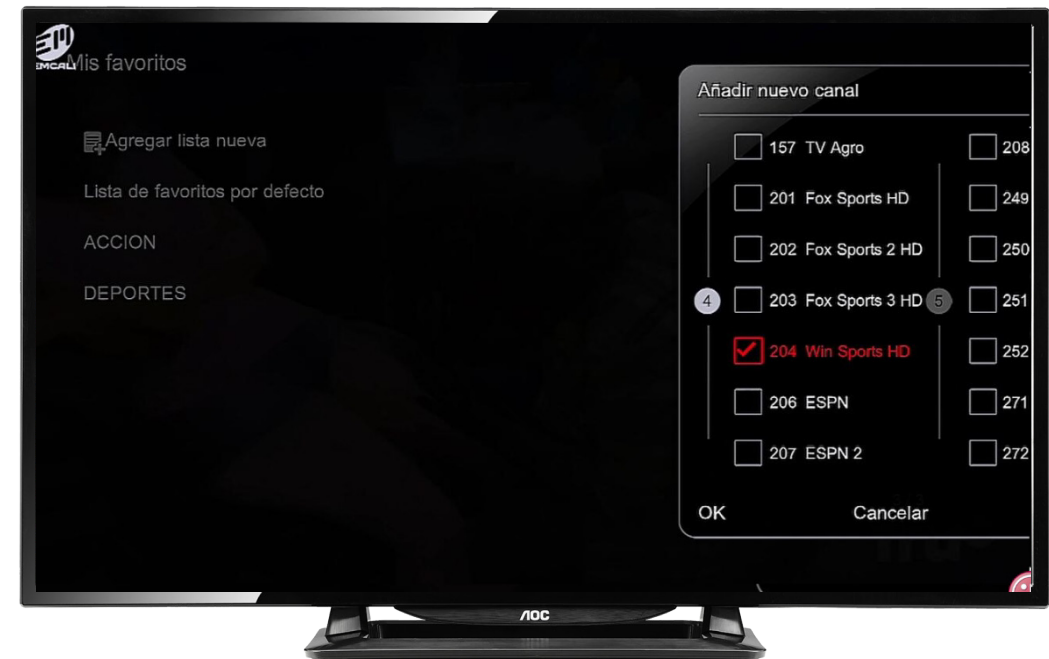 EM
EMCALI
Mis favoritos
Agregar lista nueva
Lista de favoritos por defecto
ACCION
DEPORTES
Añadir nuevo canal
157 TV Agro
201 Fox Sports HD
202 Fox Sports 2 HD
4 203 Fox Sports 3 HD
204 Win Sports HD
206 ESPN
207 ESPN 2
208
249
250
5 251
252
271
272
OK Cancelar
AOC